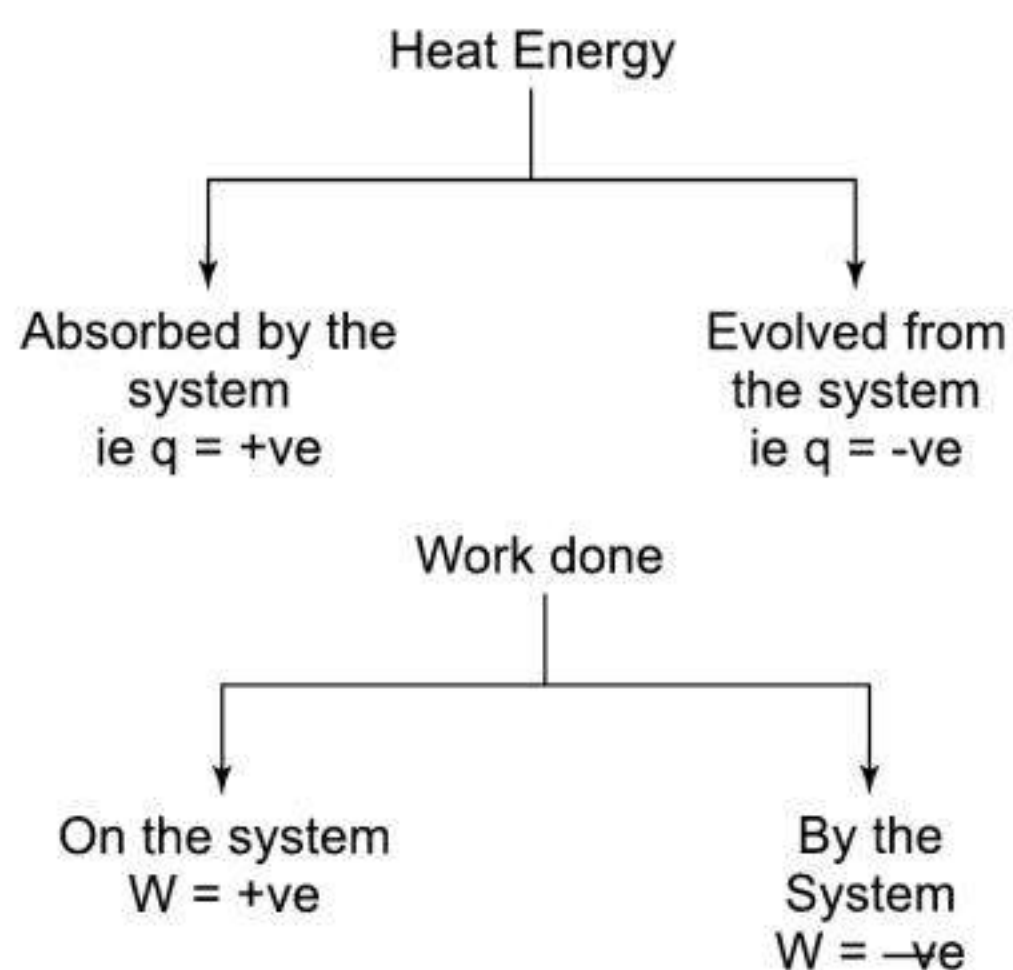 Heat Energy
Absorbed by the
system
ie q = +ve
Evolved from
the system
ie q = -ve
Work done
On the system
W = +ve
By the
System
W = –ve